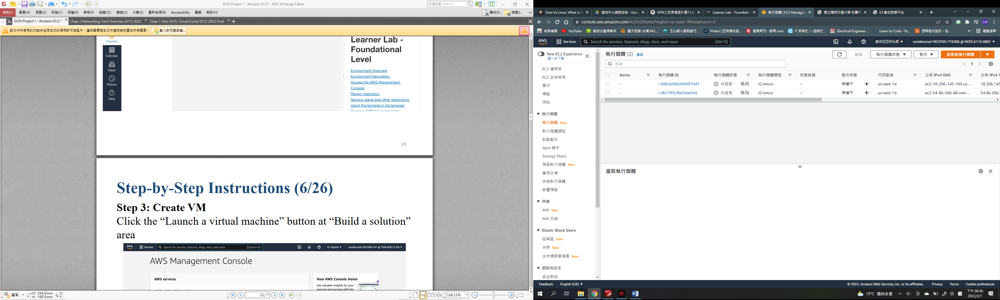 DCN Project 1 - Amazon EC2* - PDF-XChange Editor
快速啟動 (Ctrl+,)
檔案(F) 首頁(H) 視圖(V) 評論(C) 保護(P) 表格(F) 組織(O): 轉換(C) 分享(S) 重新檢視(R) Accessibility 書籤 幫助(H) 尋找(F)... 搜尋()...
DCN Project 1 - Amazon EC2 * Chap 2 Networking Tech Overview 0215 2022 Chap 1 Intro DCN Cloud Comp 0215 2022 Final
該文件所使用的功能未包括在您的現用許可密匙中，演示圖章將在文件儲存時放置在所有頁面， 輸入許可證密鑰...
Courses
Calendar
Inbox
History
Help
Learner Lab -
Foundational
Level
Environment Overview
Environment Navigation
Access the AWS Management
Console
Region restriction
Service usage and other restrictions
Using the terminal in the browser
Running AWS CLI commands
10
Step-by-Step Instructions (6/26)
Step 3: Create VM
Click the “Launch a virtual machine” button at “Build a solution”
area
aws Services Search for services, features, blogs, docs, and more [Option+S] N. Virginia voclabs/user1831696=TA1 @ 7564-8587-2158
AWS Management Console
AWS services
New AWS Console Home
See valuable insights for your
account and services with the
選項... W: 254.0mm X:
H: 190.5mm Y:
11 / 32
126.11%
Unix Vs Linux: What is D 資料中心網路技術 - Goog VPN工作原理是什麼? | A Learner Lab - Foundatio 執行個體 | EC2 Managem 國立陽明交通大學 校園單 E3 數位教學平台
console.aws.amazon.com/ec2/v2/home?region=us-east-1#Instances:v=3
立恩
哈佛補課 YouTube 歡迎光臨博客來 露天拍賣-台灣 NO.... 玉山個人網路銀行... Pinkoi | 亞洲領先設... 商業周刊 - 商周.com iT 邦幫忙::一起幫忙... Electrical Engineer... Learn to Code - fo... 想學程式設計，你... 閱讀清單
aws Services Search for services, features, blogs, docs, and more [Alt+S] 維吉尼亞州北部 voclabs/user1852593=716306 @ 9433-6113-0801
New EC2 Experience
進一步了解
EC2 儀表板
EC2 全域檢視
事件
標籤
限制
執行個體
執行個體 New
執行個體類型
啟動範本
Spot 請求
Savings Plans
預留執行個體 New
專用主機
排程執行個體
容量預留
映像
AMI New
AMI 目錄
Elastic Block Store
磁碟區 New
快照 New
生命週期管理員 New
網路和安全
安全群組
執行個體 (2) 資訊 連線 執行個體狀態 動作 啟動新執行個體
搜尋
1
Name 執行個體 ID 執行個體狀態 執行個體類型 狀態檢查 警示狀態 可用區域 公有 IPv4 DNS 公有 IPv4
– i-0db2e090289d87447 待處理 t2.micro – 無警示 us-east-1d ec2-18-206-145-103.co... 18.206.145
– i-0b1785cfbe54ae5a5 待處理 t2.micro – 無警示 us-east-1d ec2-54-86-206-48.com... 54.86.206.
選取執行個體
Feedback English (US) © 2022, Amazon Web Services, Inc. or its affiliates. Privacy Terms Cookie preferences
19°C 晴時多雲
下午 08:46
2022/3/1